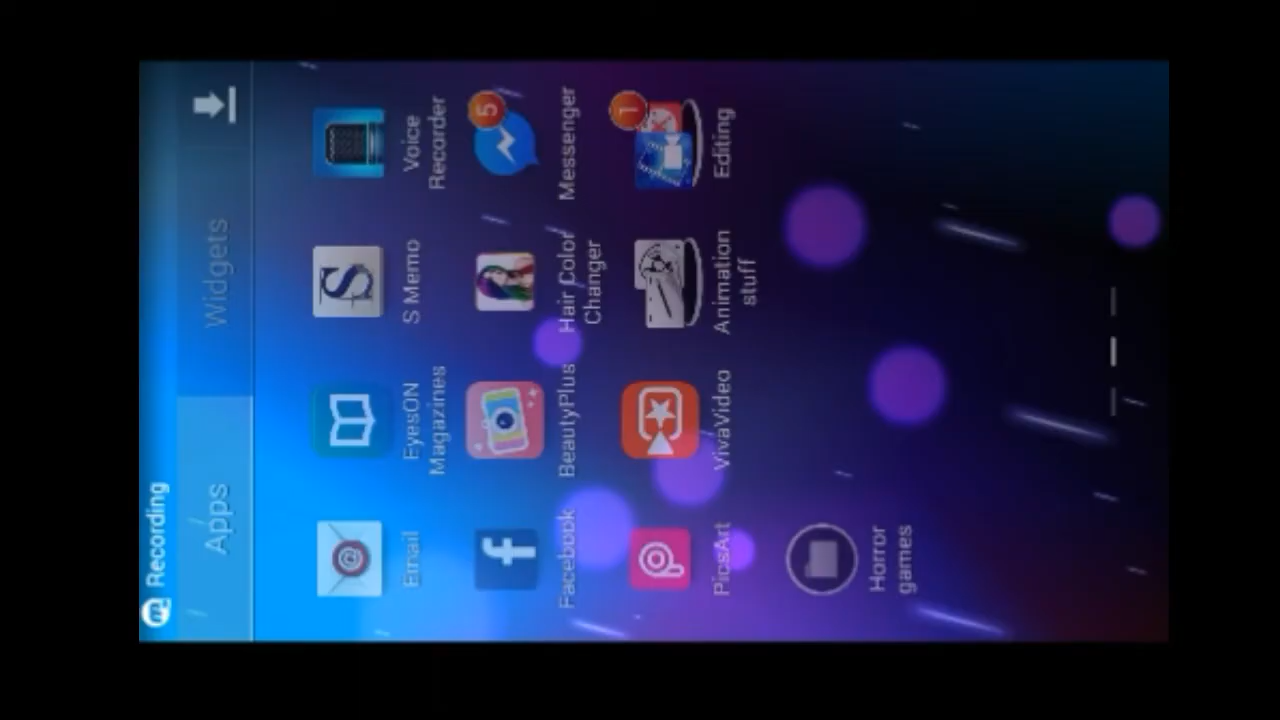 Recording
Apps
Widgets
Email
EyesON
Magazines
S Memo
Voice
Recorder
Facebook
BeautyPlus
Hair Color
Changer
5
Messenger
PicsArt
VivaVideo
Animation
stuff
1
Editing
Horror
games